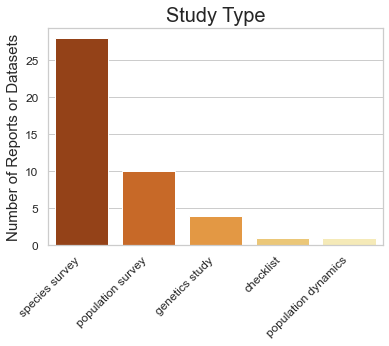 Study Type
Number of Reports or Datasets
25
20
15
10
5
0
species survey
population survey
genetics study
checklist
population dynamics